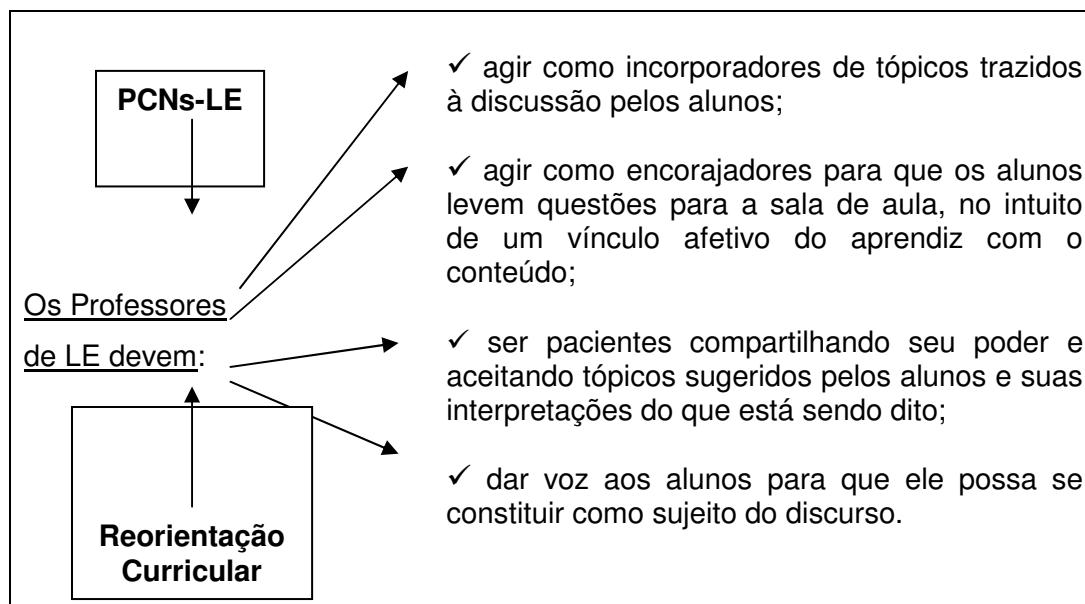 PCNs-LE
✓ agir como incorporadores de tópicos trazidos
à discussão pelos alunos;
✓ agir como encorajadores para que os alunos
levem questões para a sala de aula, no intuito
de um vínculo afetivo do aprendiz com o
conteúdo;
Os Professores
de LE devem:
✓ ser pacientes compartilhando seu poder e
aceitando tópicos sugeridos pelos alunos e suas
interpretações do que está sendo dito;
✓ dar voz aos alunos para que ele possa se
constituir como sujeito do discurso.
Reorientação
Curricular